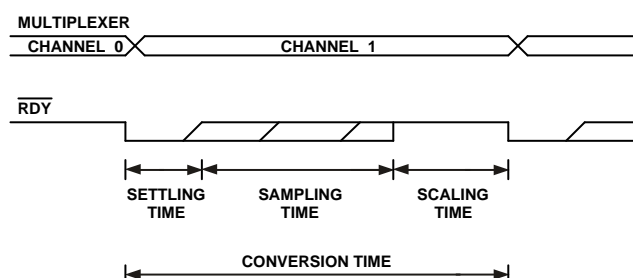 MULTIPLEXER
CHANNEL 0
CHANNEL 1
RDY
SETTLING TIME
SAMPLING TIME
SCALING TIME
CONVERSION TIME